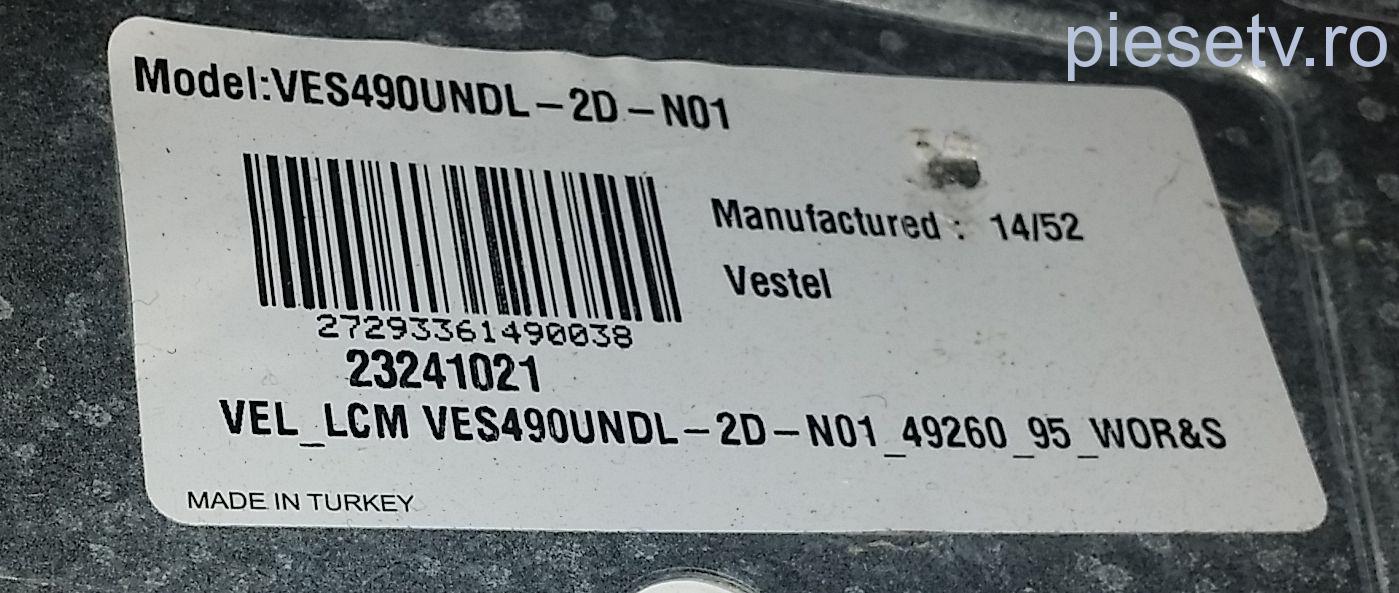 piesetv.ro
Model:VES490UNDL-2D-N01
Manufactured : 14/52
Vestel
27293361490038
23241021
VEL_LCM VES490UNDL-2D-N01_49260_95_WOR&S
MADE IN TURKEY